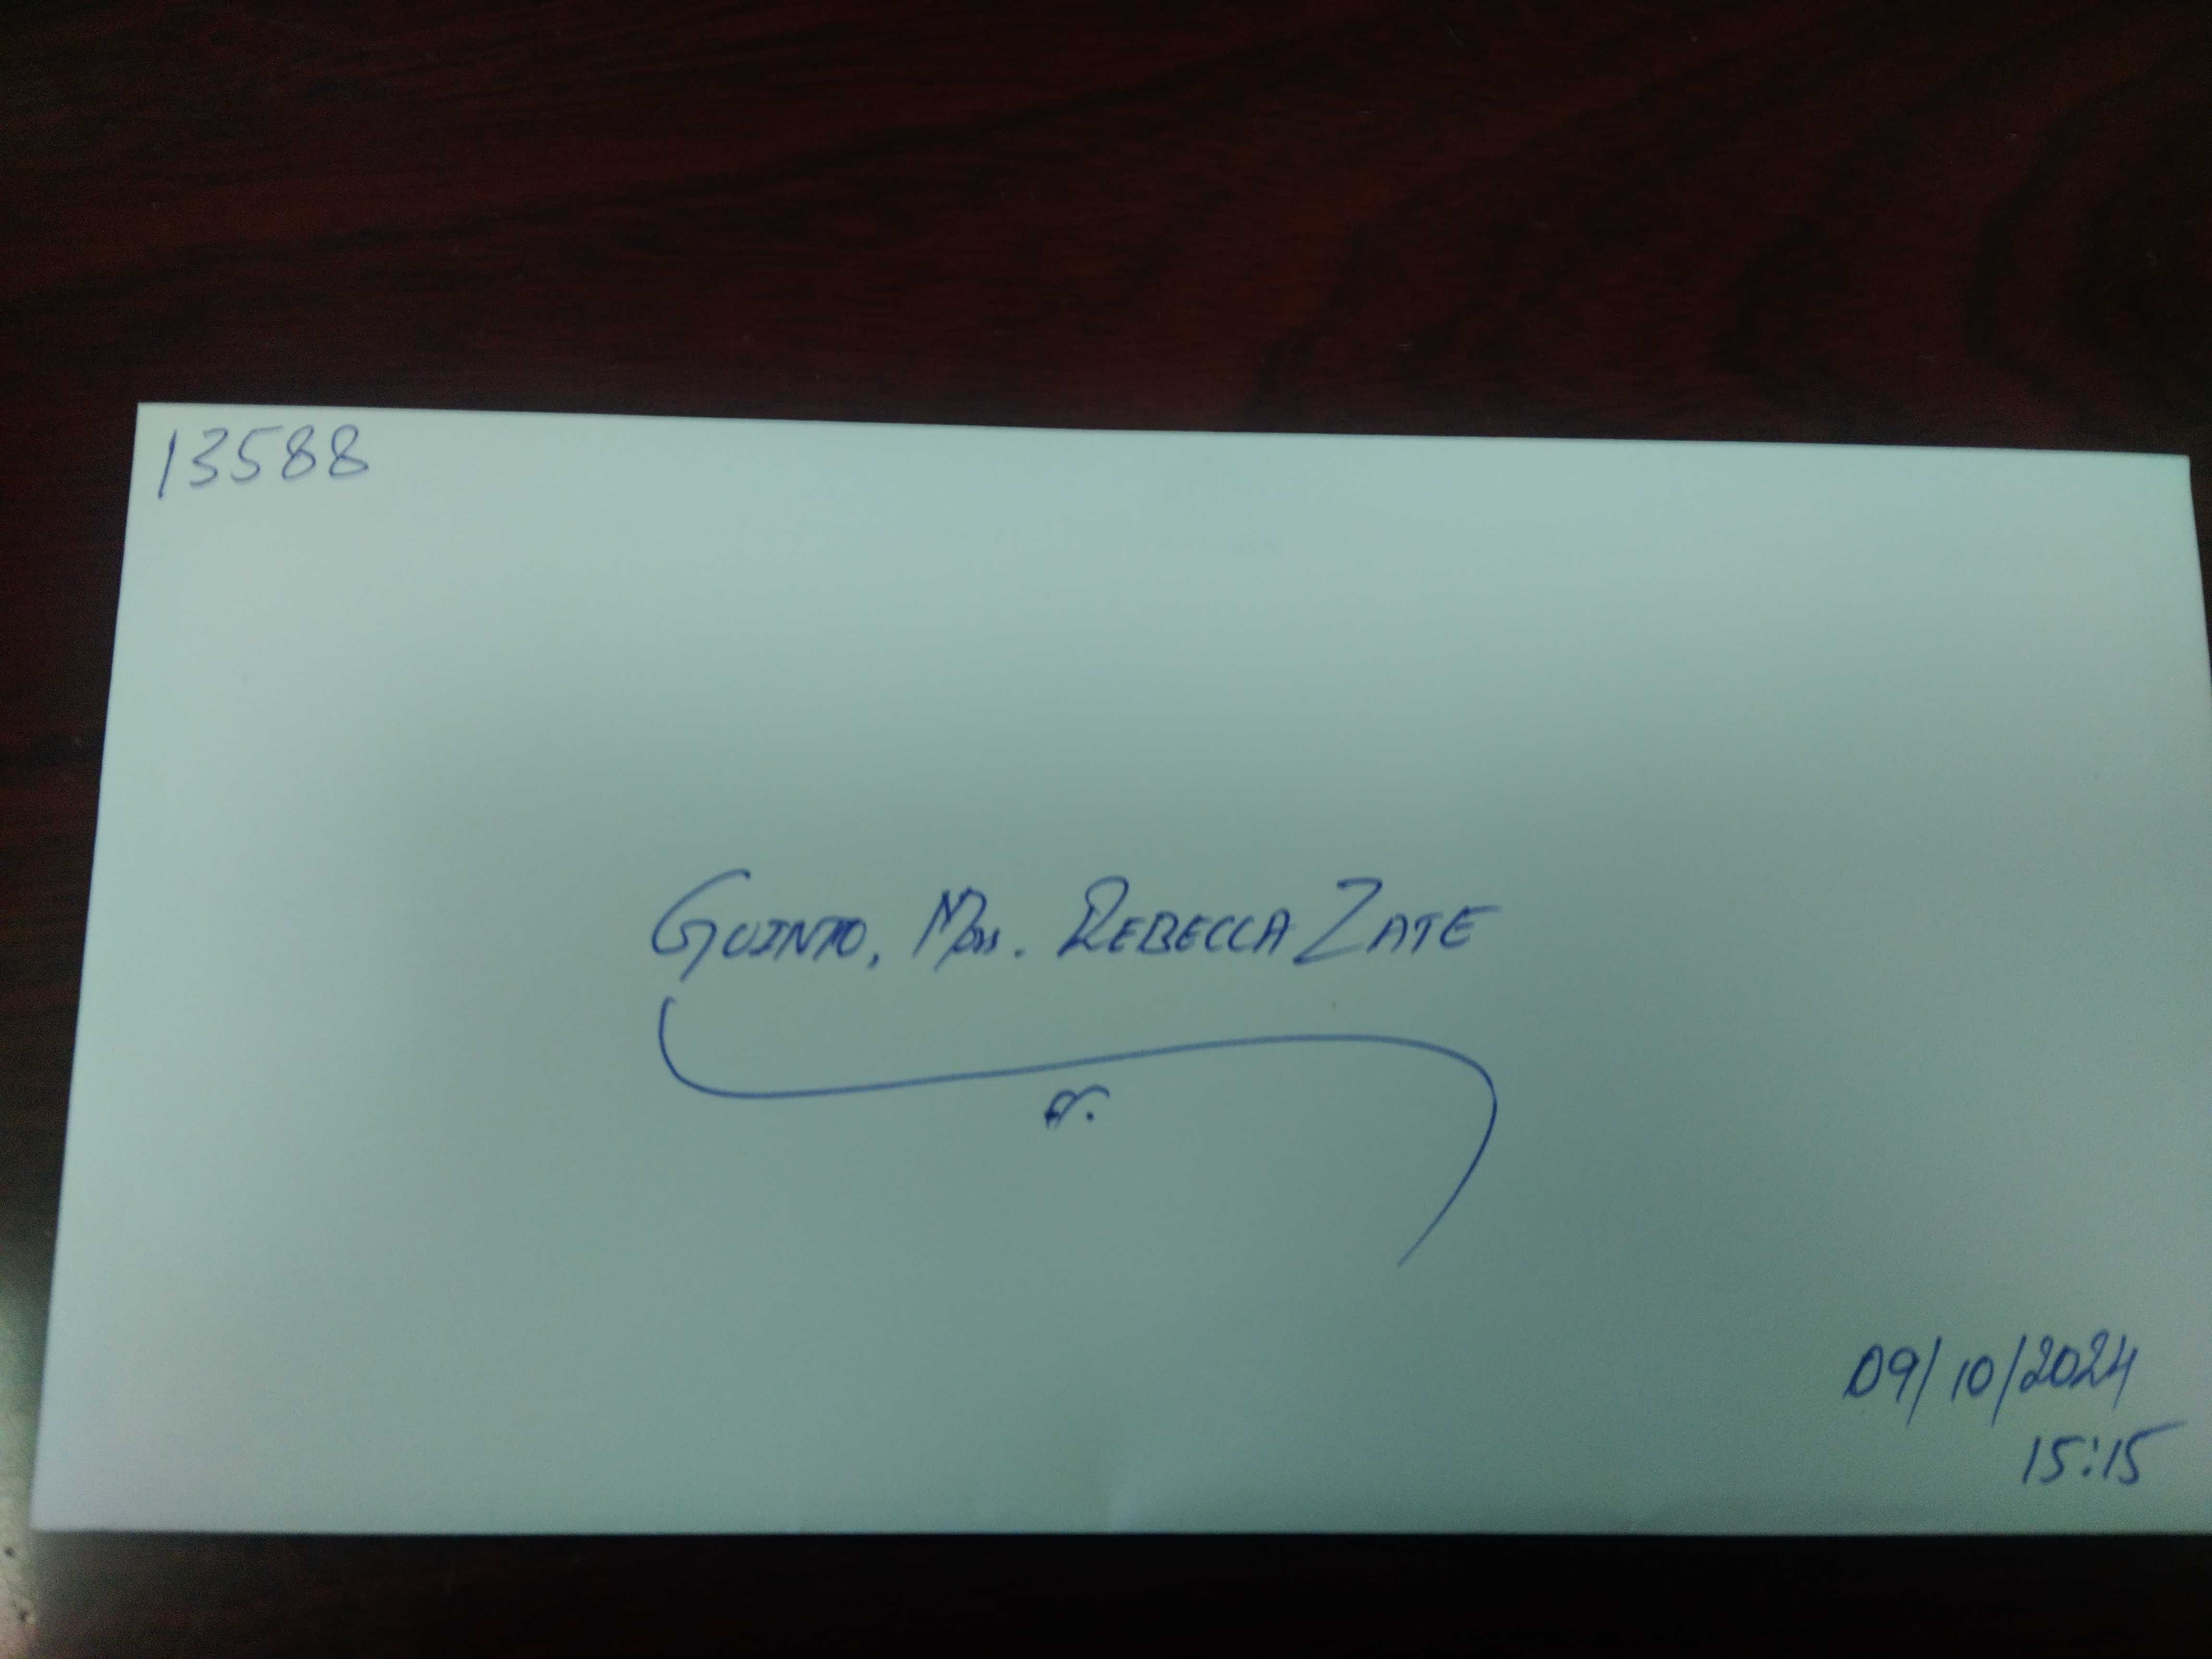 13588
GUINTO, Mrs. REBECCA ZATE
09/10/2024
15:15